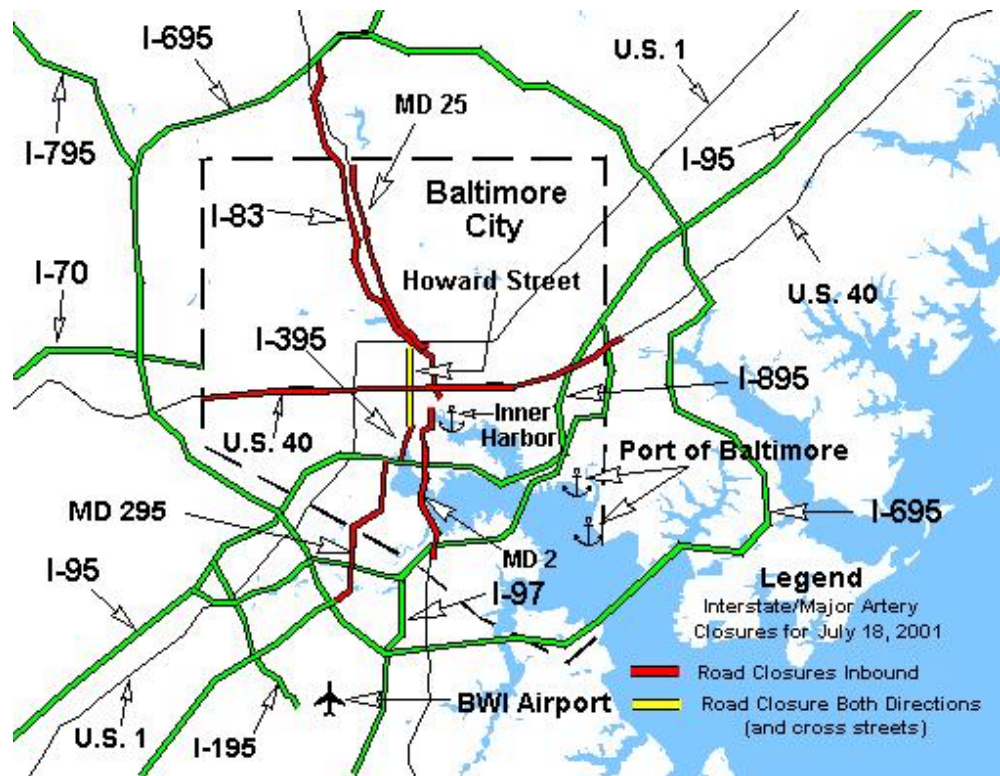 I-695
U.S. 1
MD 25
I-795
I-95
Baltimore
City
I-83
Howard Street
I-70
U.S. 40
I-395
I-895
Inner
Harbor
U.S. 40
Port of Baltimore
MD 295
I-695
MD 2
I-95
I-97
Legend
Interstate/Major Artery
Closures for July 18, 2001
Road Closures Inbound
BWI Airport
Road Closure Both Directions
(and cross streets)
U.S. 1
I-195